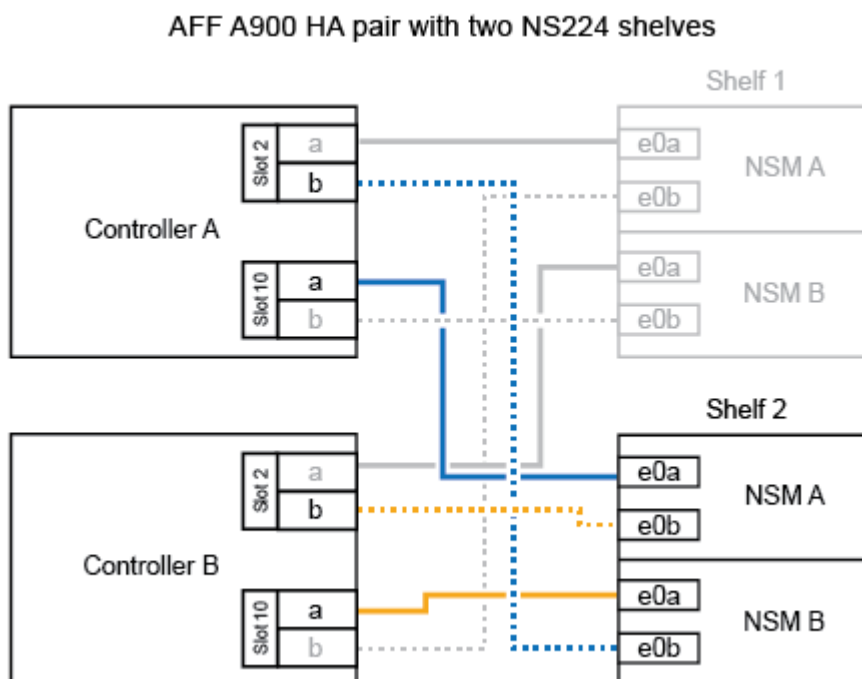 AFF A900 HA pair with two NS224 shelves
Shelf 1
Controller A
Slot 2
a
b
Slot 10
a
b
e0a
e0b
NSM A
e0a
e0b
NSM B
Shelf 2
Controller B
Slot 2
a
b
Slot 10
a
b
e0a
e0b
NSM A
e0a
e0b
NSM B